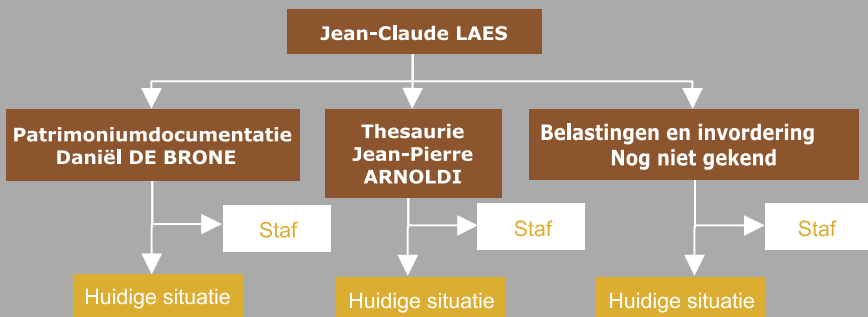 Jean-Claude LAES
Patrimoniumdocumentatie
Daniël DE BRONE
Thesaurie
Jean-Pierre
ARNOLDI
Belastingen en invordering
Nog niet gekend
Staf
Staf
Staf
Huidige situatie
Huidige situatie
Huidige situatie